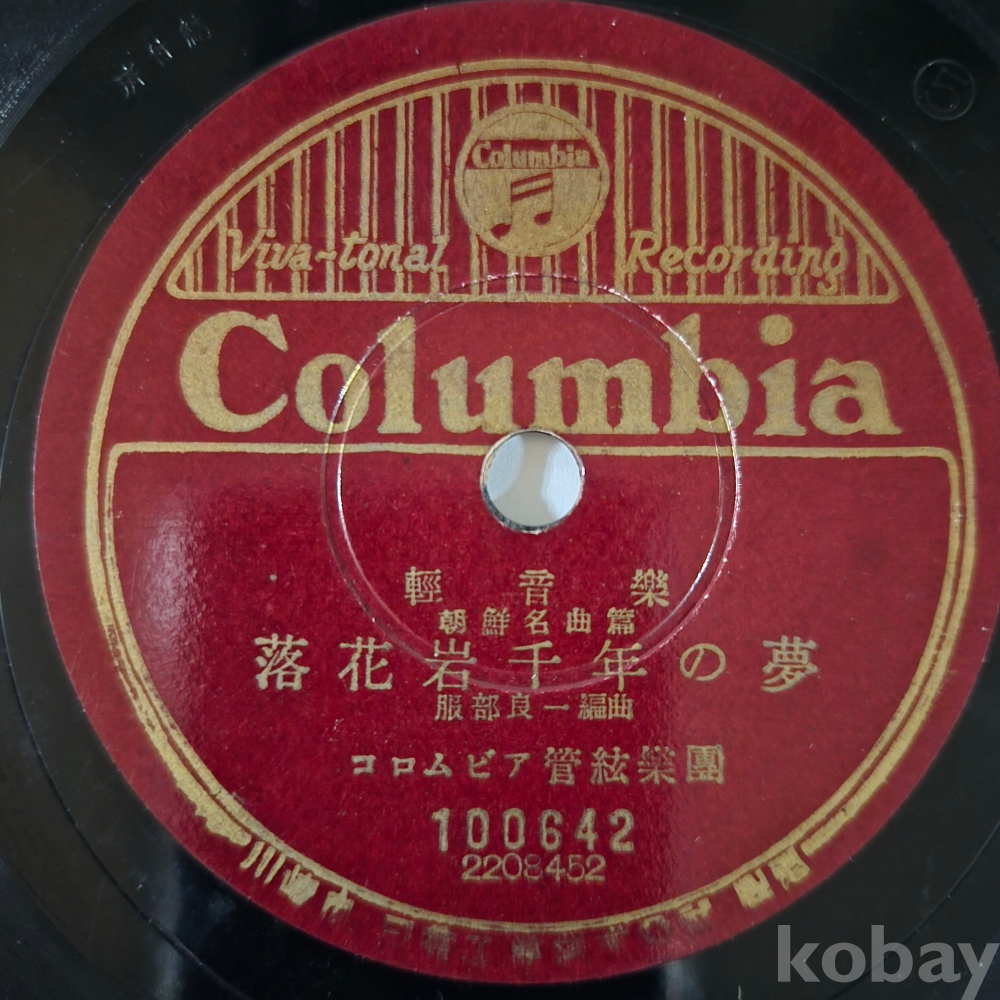 Columbia
Viva-tonal Recording
Columbia
輕音樂
朝鮮名曲篇
落花岩千年の夢
服部良一編曲
コロムビア管絃樂團
100642
2208452
5
kobay